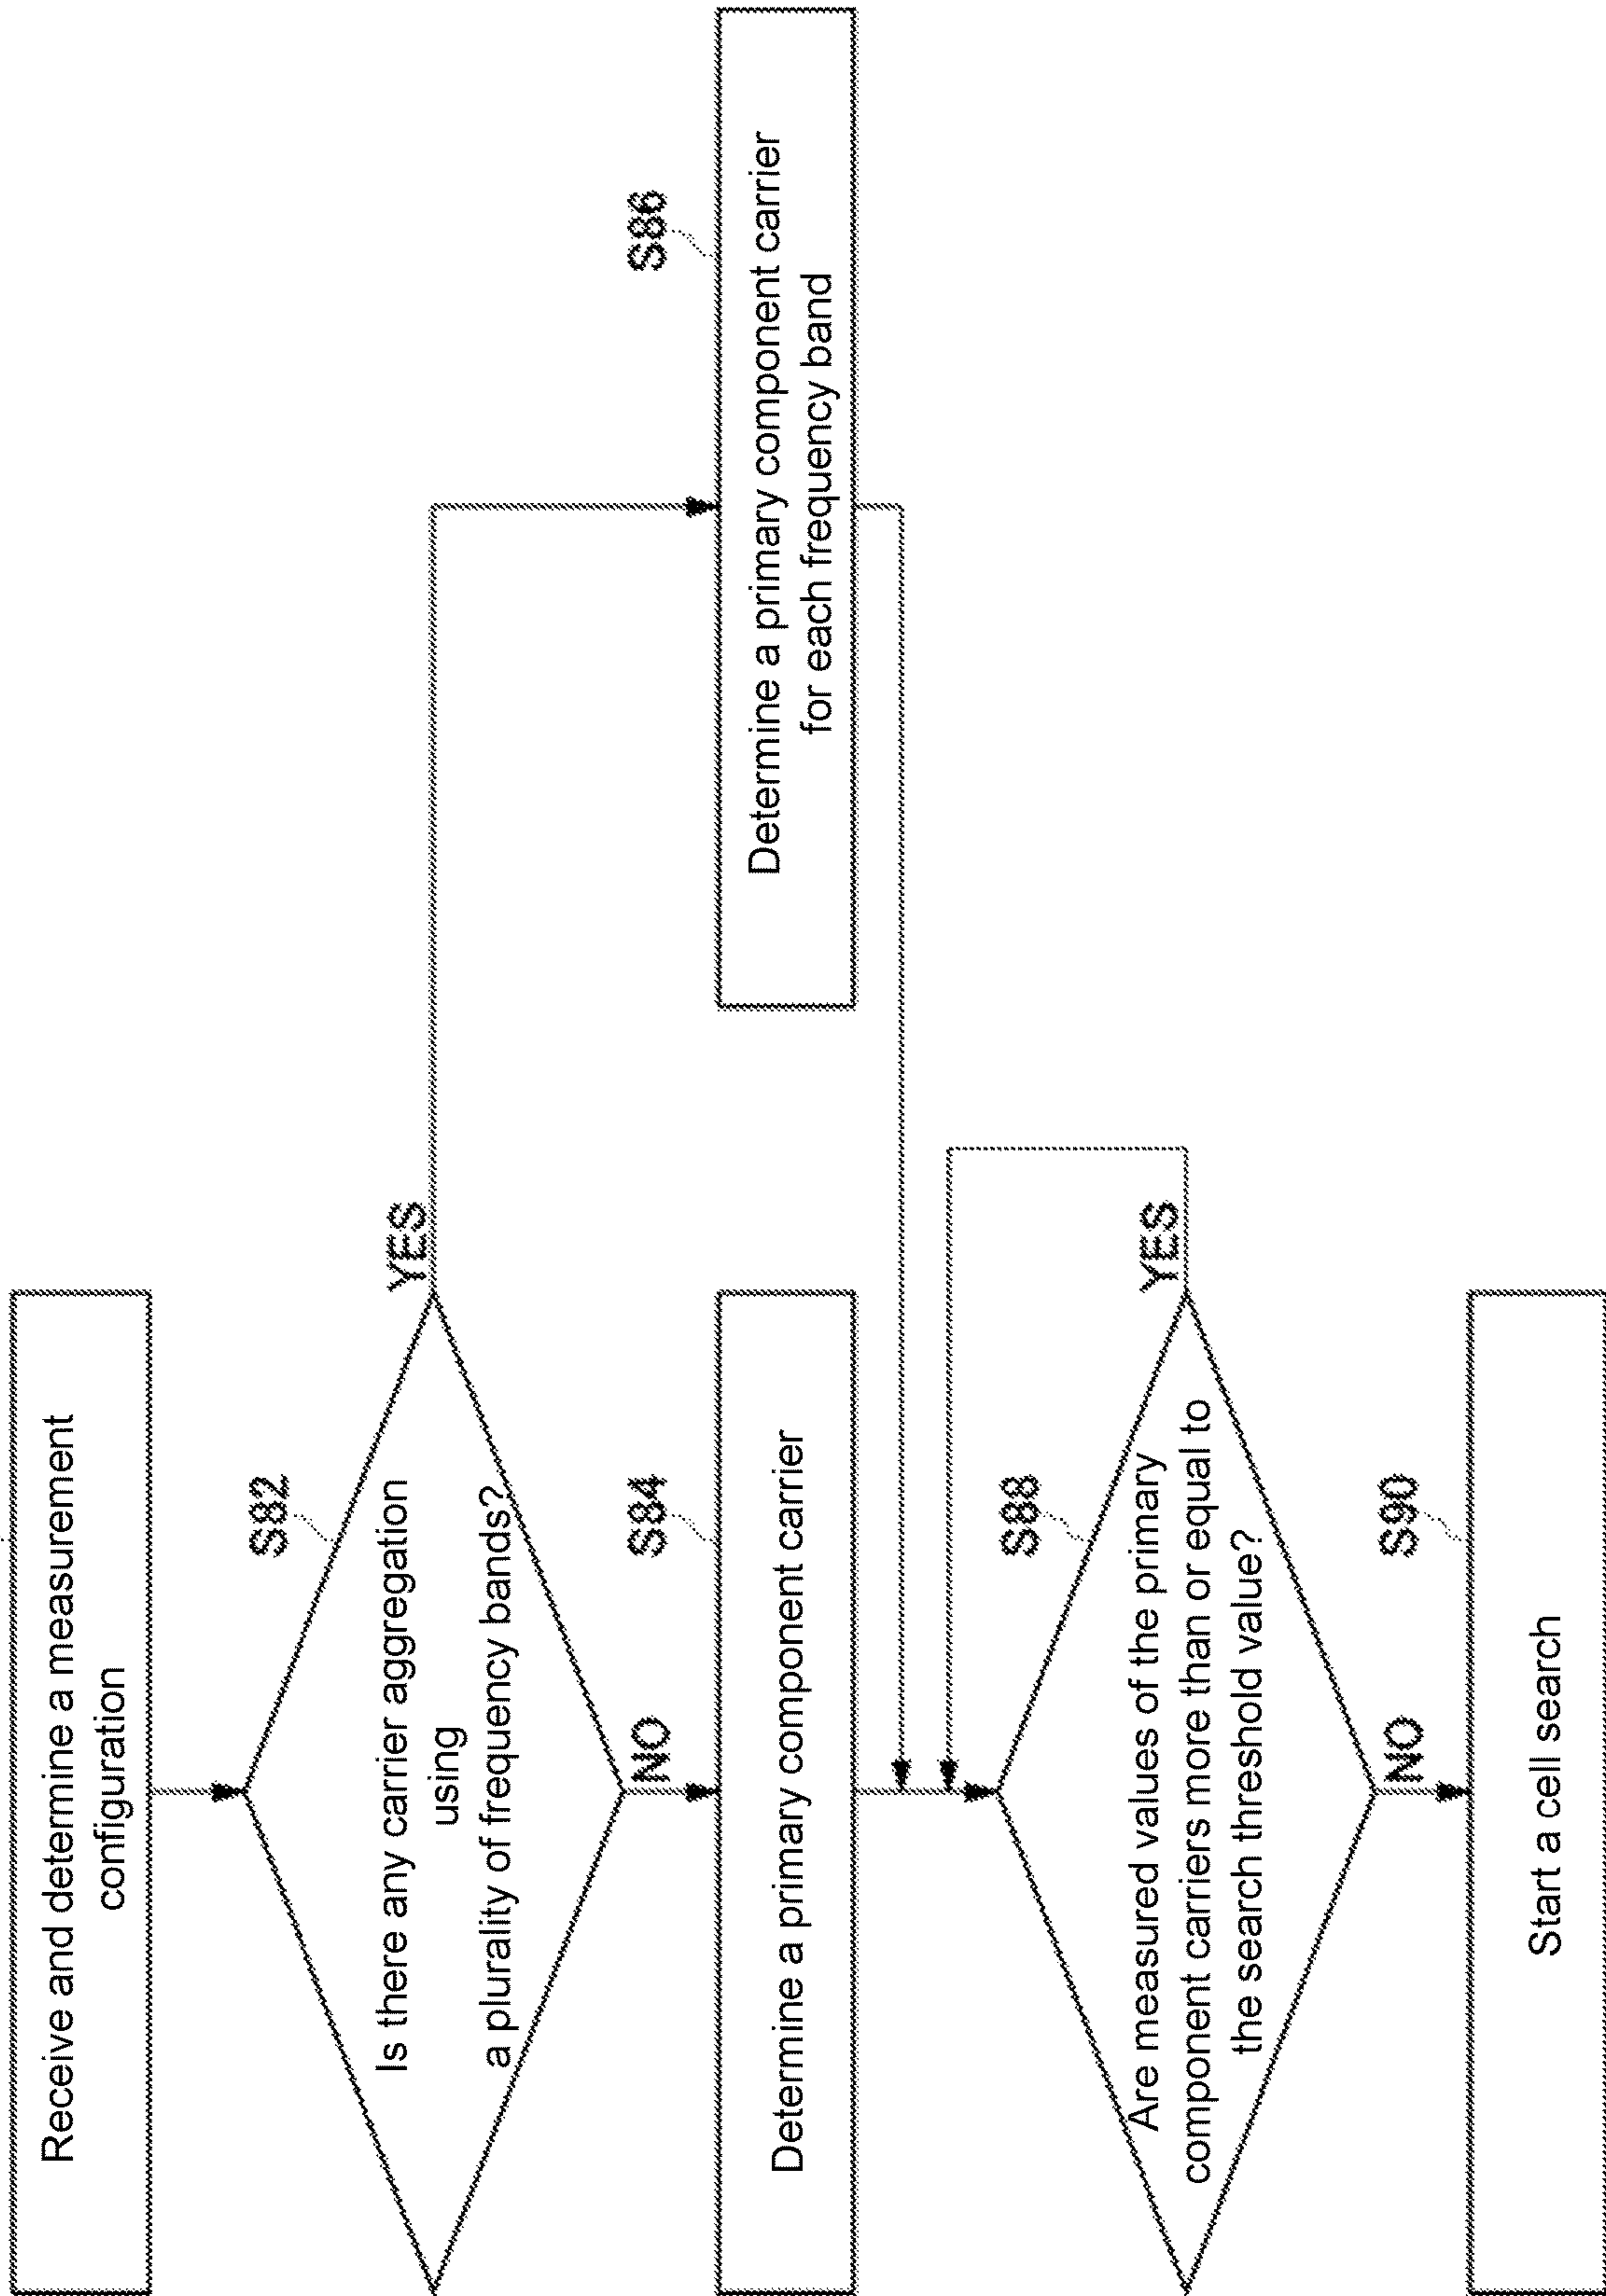 Receive and determine a measurement
configuration
S82
Is there any carrier aggregation
using
a plurality of frequency bands?
YES
NO
S84
Determine a primary component carrier
S86
Determine a primary component carrier
for each frequency band
S88
Are measured values of the primary
component carriers more than or equal to
the search threshold value?
YES
NO
S90
Start a cell search